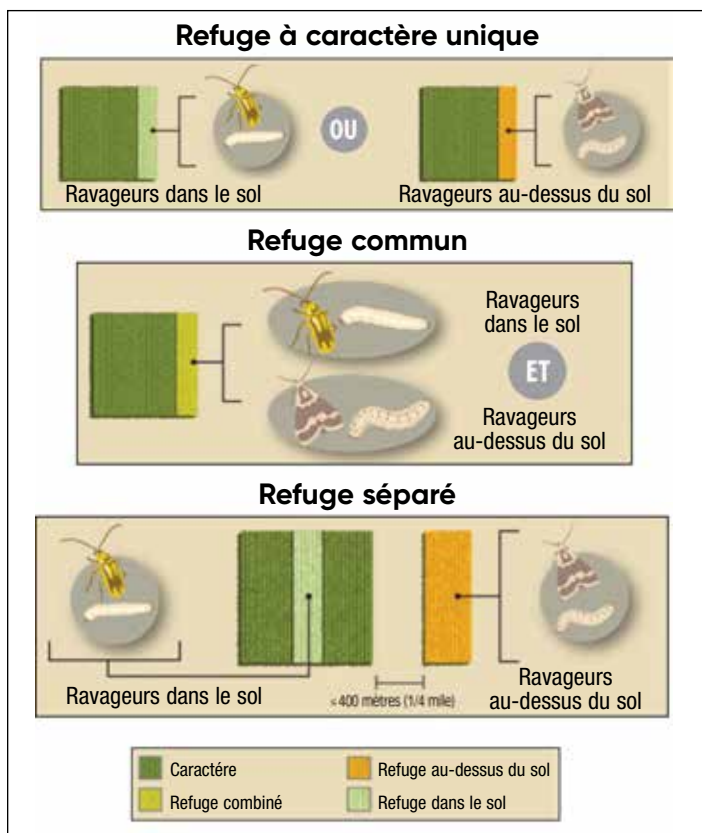 Refuge à caractère unique
OU
Ravageurs dans le sol
Ravageurs au-dessus du sol
Refuge commun
Ravageurs
dans le sol
ET
Ravageurs
au-dessus du sol
Refuge séparé
Ravageurs dans le sol
≤400 mètres (1/4 mile)
Ravageurs
au-dessus du sol
Caractére
Refuge au-dessus du sol
Refuge combiné
Refuge dans le sol